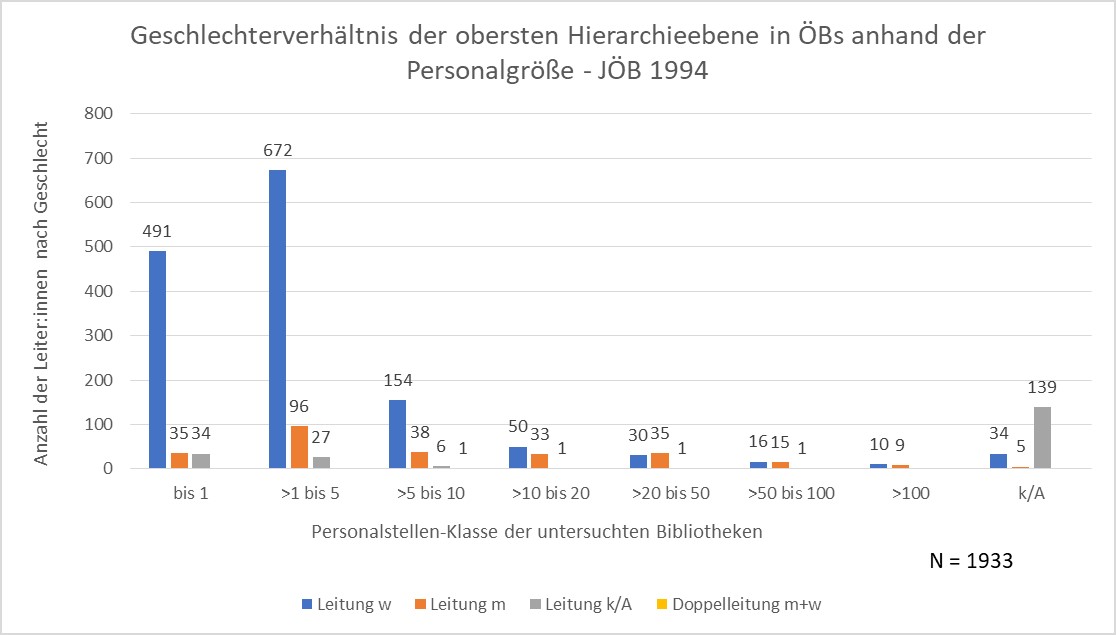 Geschlechterverhältnis der obersten Hierarchieebene in ÖBs anhand der
Personalgröße - JÖB 1994
Anzahl der Leiter:innen nach Geschlecht
800
700
600
500
400
300
200
100
0
491
35
34
672
96
27
154
38
6
1
50
33
1
30
35
1
16
15
1
10
9
34
5
139
bis 1
>1 bis 5
>5 bis 10
>10 bis 20
>20 bis 50
>50 bis 100
>100
k/A
Personalstellen-Klasse der untersuchten Bibliotheken
N = 1933
Leitung w
Leitung m
Leitung k/A
Doppelleitung m+w